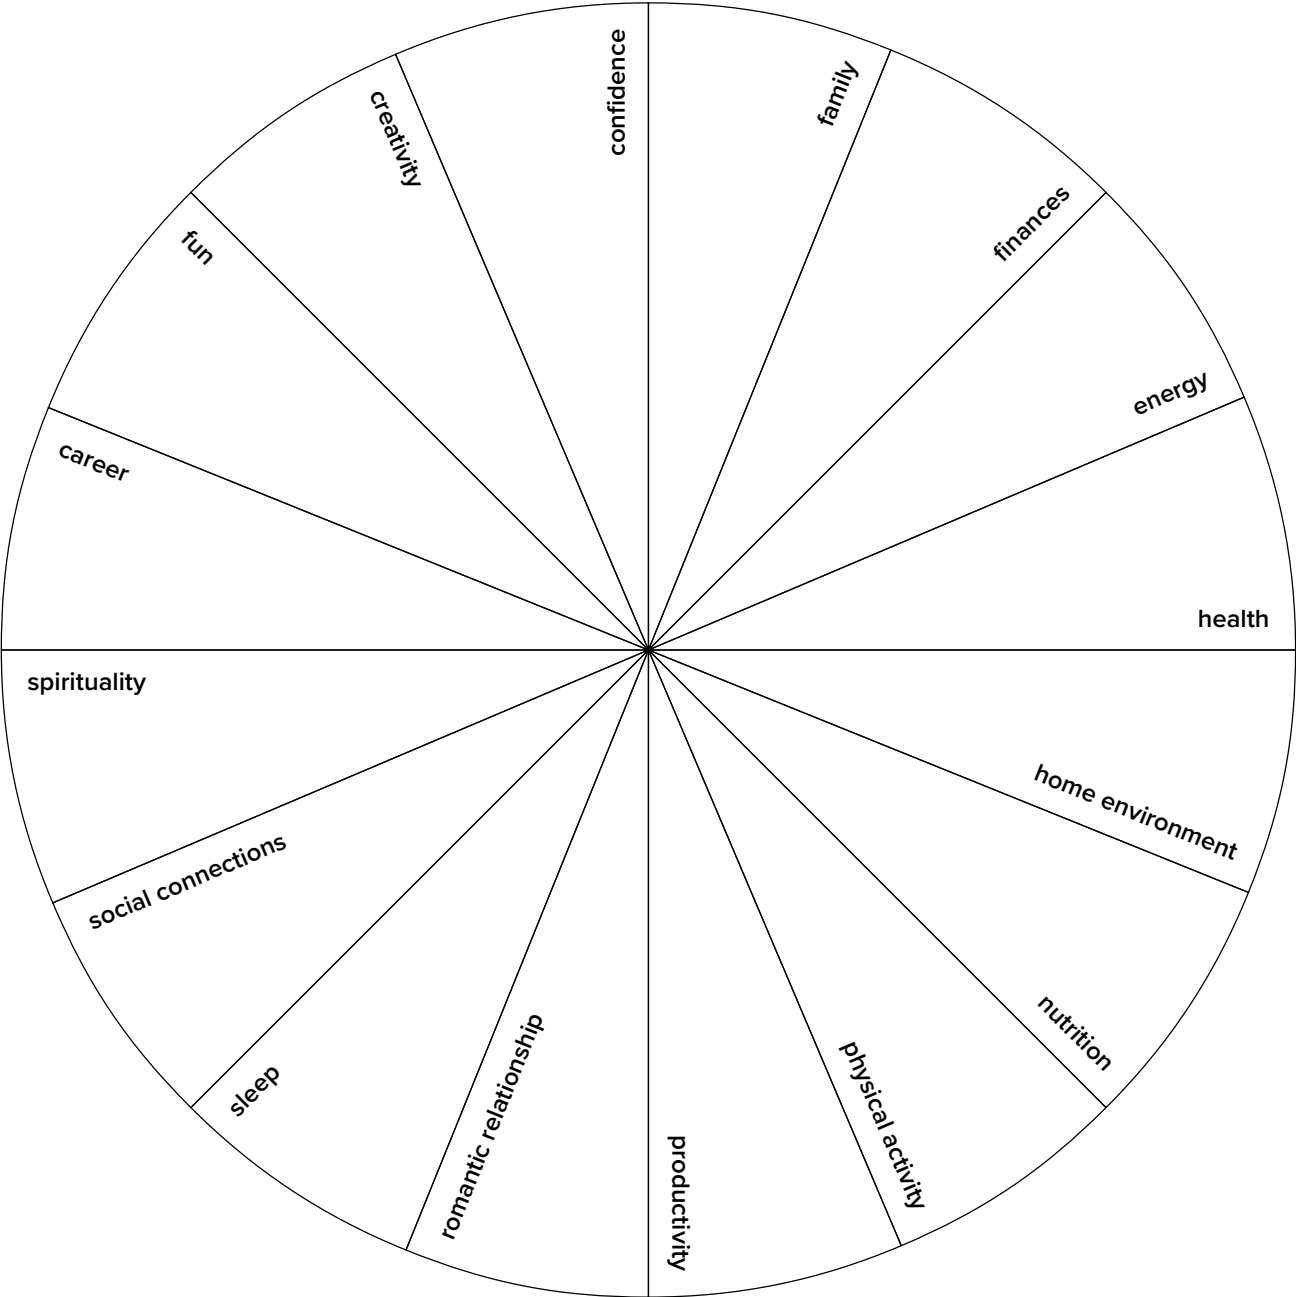 confidence
family
finances
energy
health
home environment
nutrition
physical activity
productivity
romantic relationship
sleep
social connections
spirituality
career
fun
creativity